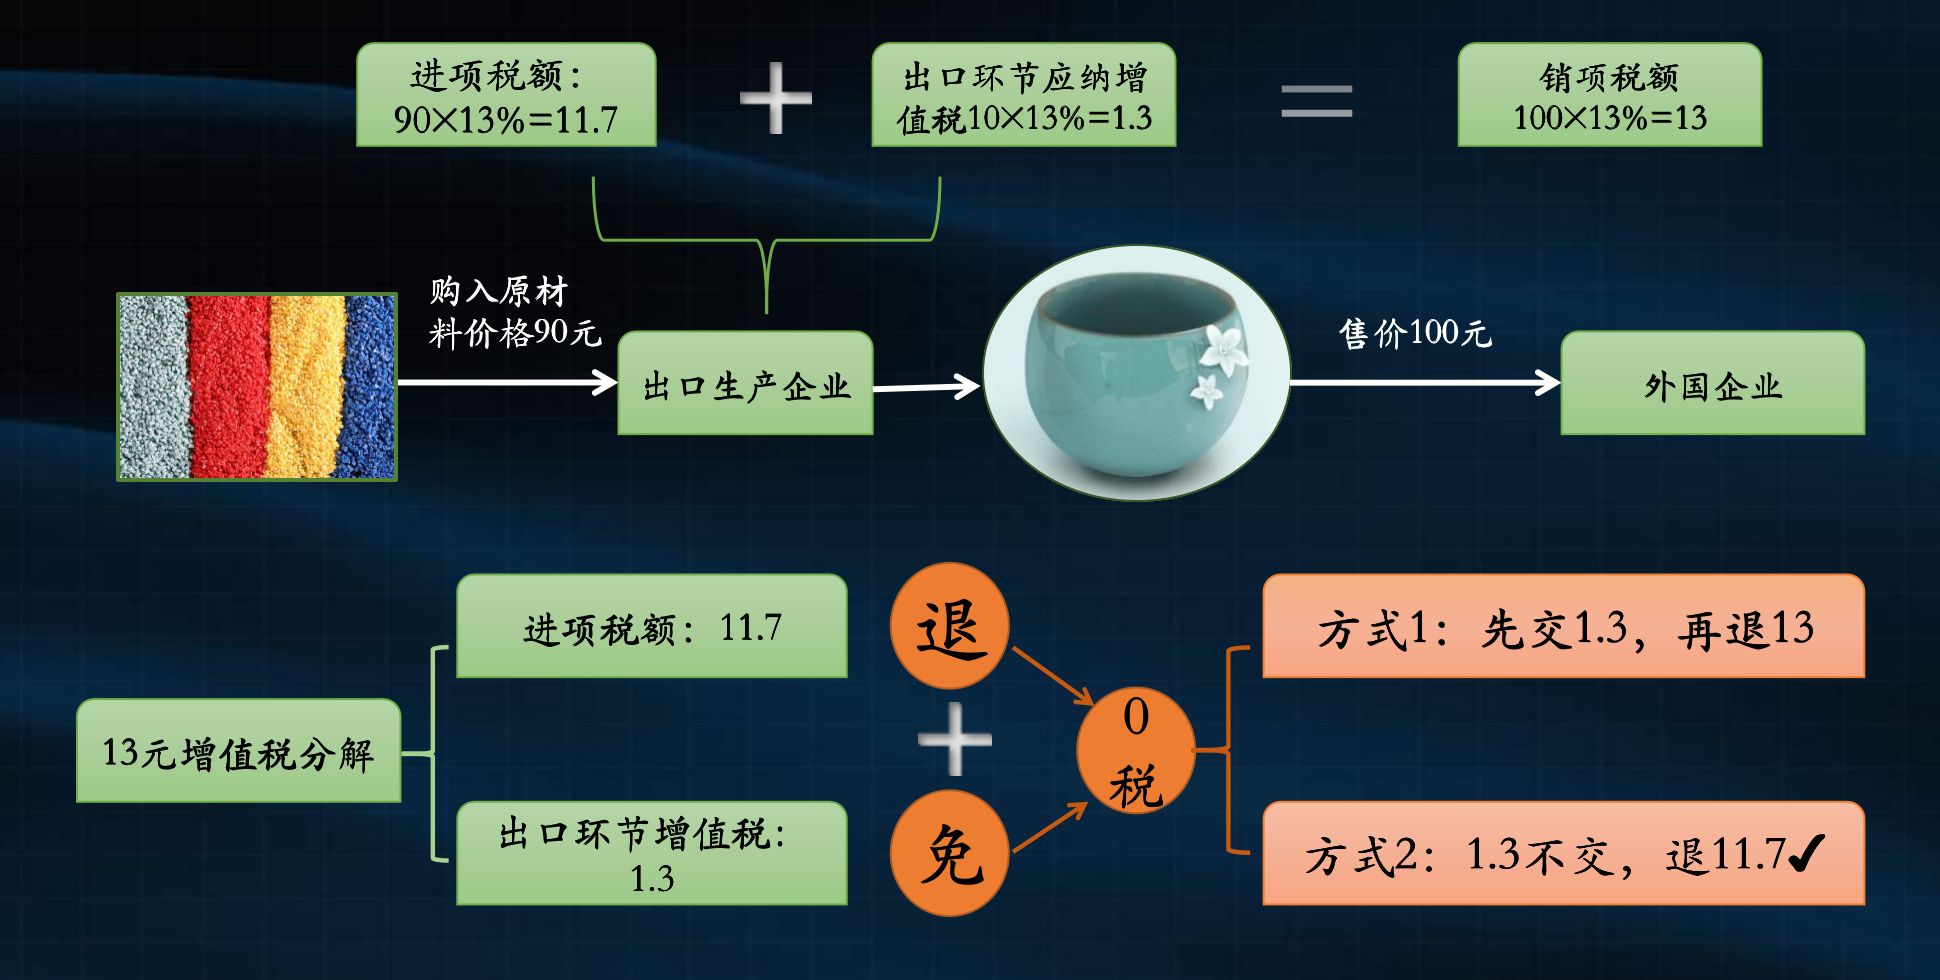 进项税额：
90×13%=11.7
+
出口环节应纳增
值税10×13%=1.3
=
销项税额
100×13%=13
购入原材
料价格90元
出口生产企业
售价100元
外国企业
13元增值税分解
进项税额：11.7
出口环节增值税：
1.3
退
+
免
0
税
方式1：先交1.3，再退13
方式2：1.3不交，退11.7✔